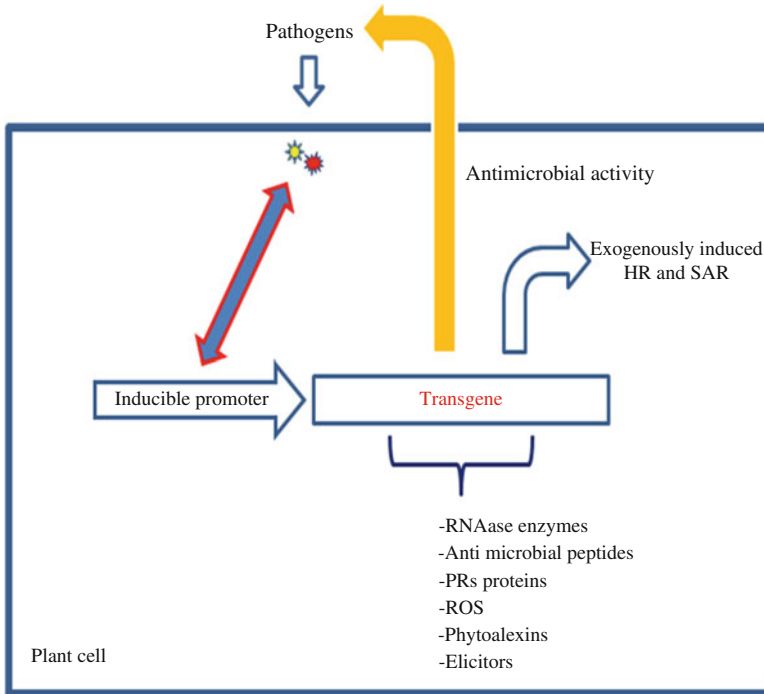 Pathogens
Antimicrobial activity
Exogenously induced
HR and SAR
Inducible promoter
Transgene
-RNAase enzymes
-Anti microbial peptides
-PRs proteins
-ROS
-Phytoalexins
-Elicitors
Plant cell